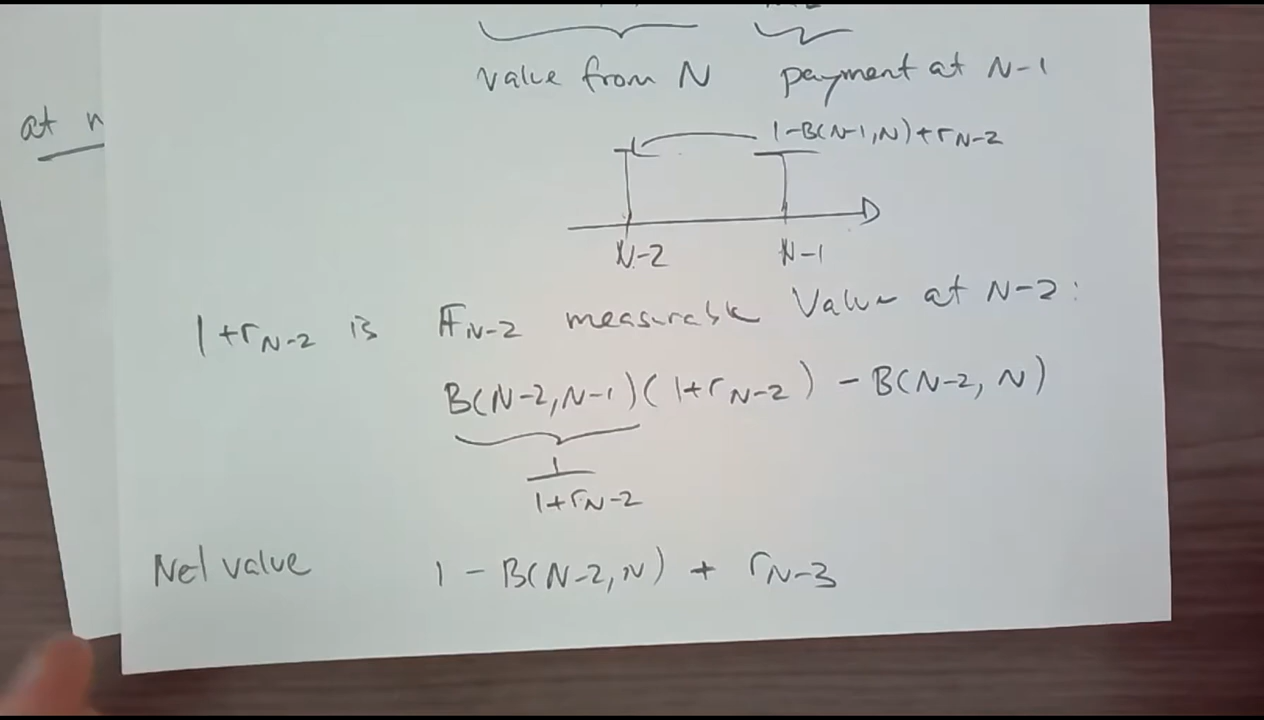 value from N payment at N-1
at n
1-B(N-1,N)+rN-2
N-2 N-1
1+rN-2 is FN-2 measurable Value at N-2:
B(N-2,N-1)(1+rN-2) - B(N-2,N)
1
1+rN-2
Net value 1 - B(N-2,N) + rN-3